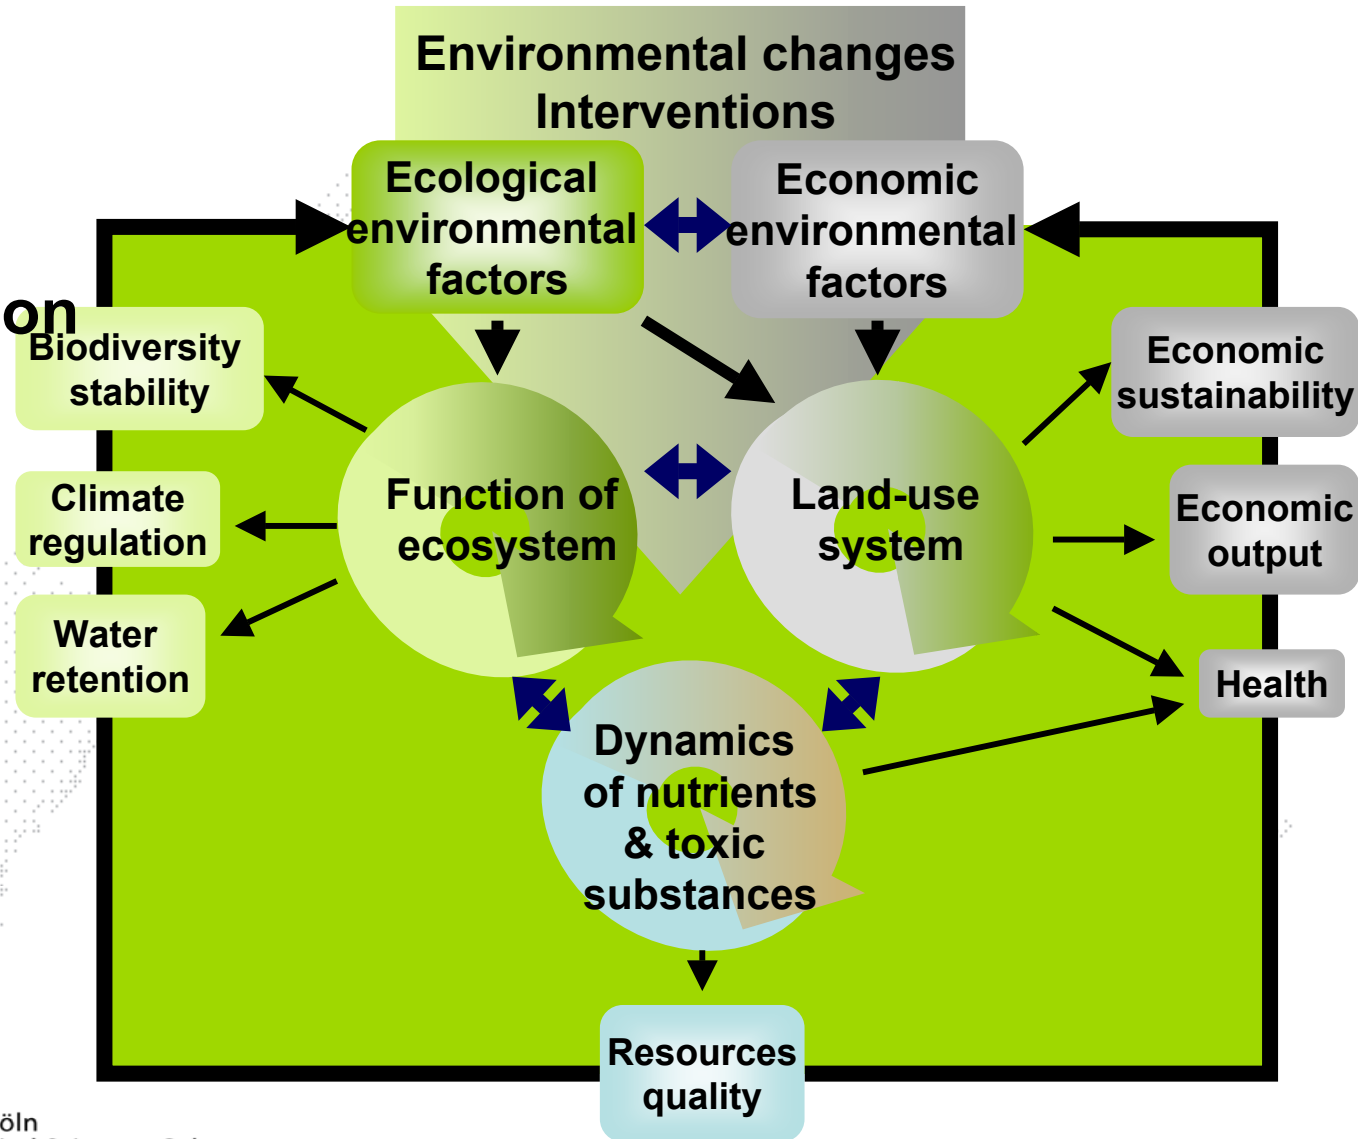 Environmental changes
Interventions
Ecological
environmental
factors
Economic
environmental
factors
on
Biodiversity
stability
Climate
regulation
Water
retention
Function of
ecosystem
Land-use
system
Economic
sustainability
Economic
output
Health
Dynamics
of nutrients
& toxic
substances
Resources
quality
öln